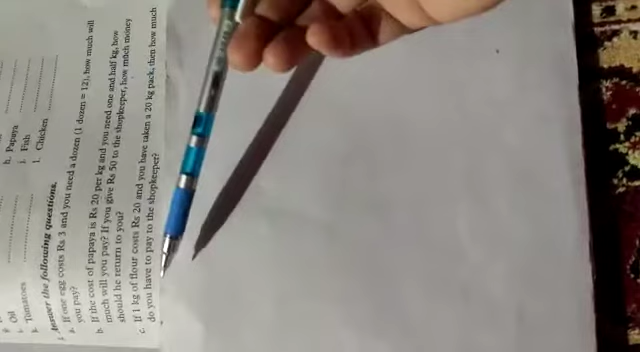 g. Oil
h. Papaya
i. Tomatoes
j. Fish
k.
l. Chicken
Answer the following questions.
a. If one egg costs Rs 3 and you need a dozen (1 dozen = 12), how much will
you pay?
b. If the cost of papaya is Rs 20 per kg and you need one and half kg, how
much will you pay? If you give Rs 50 to the shopkeeper, how much money
should he return to you?
c. If 1 kg of flour costs Rs 20 and you have taken a 20 kg pack, then how much
do you have to pay to the shopkeeper?